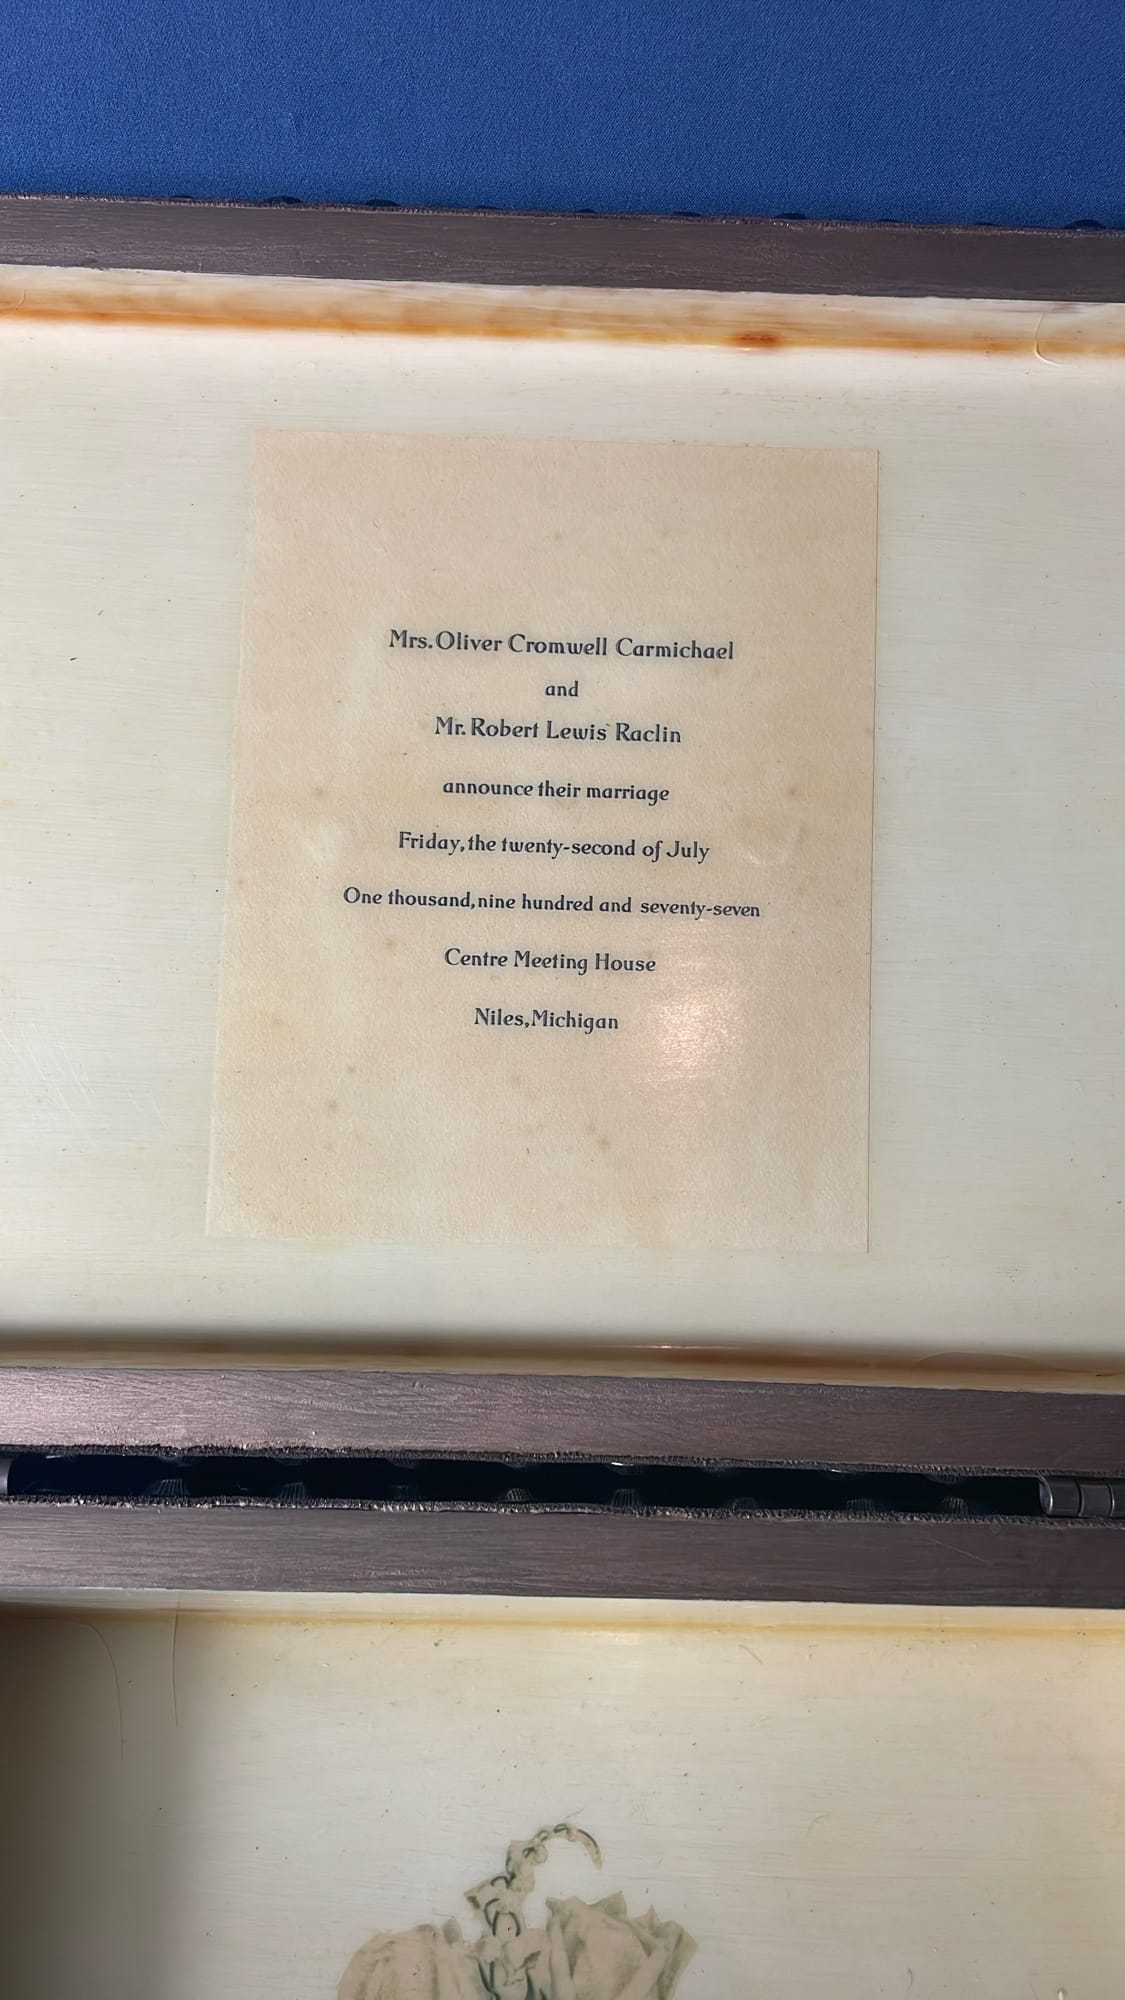 Mrs. Oliver Cromwell Carmichael
and
Mr. Robert Lewis Raclin
announce their marriage
Friday, the twenty-second of July
One thousand, nine hundred and seventy-seven
Centre Meeting House
Niles, Michigan